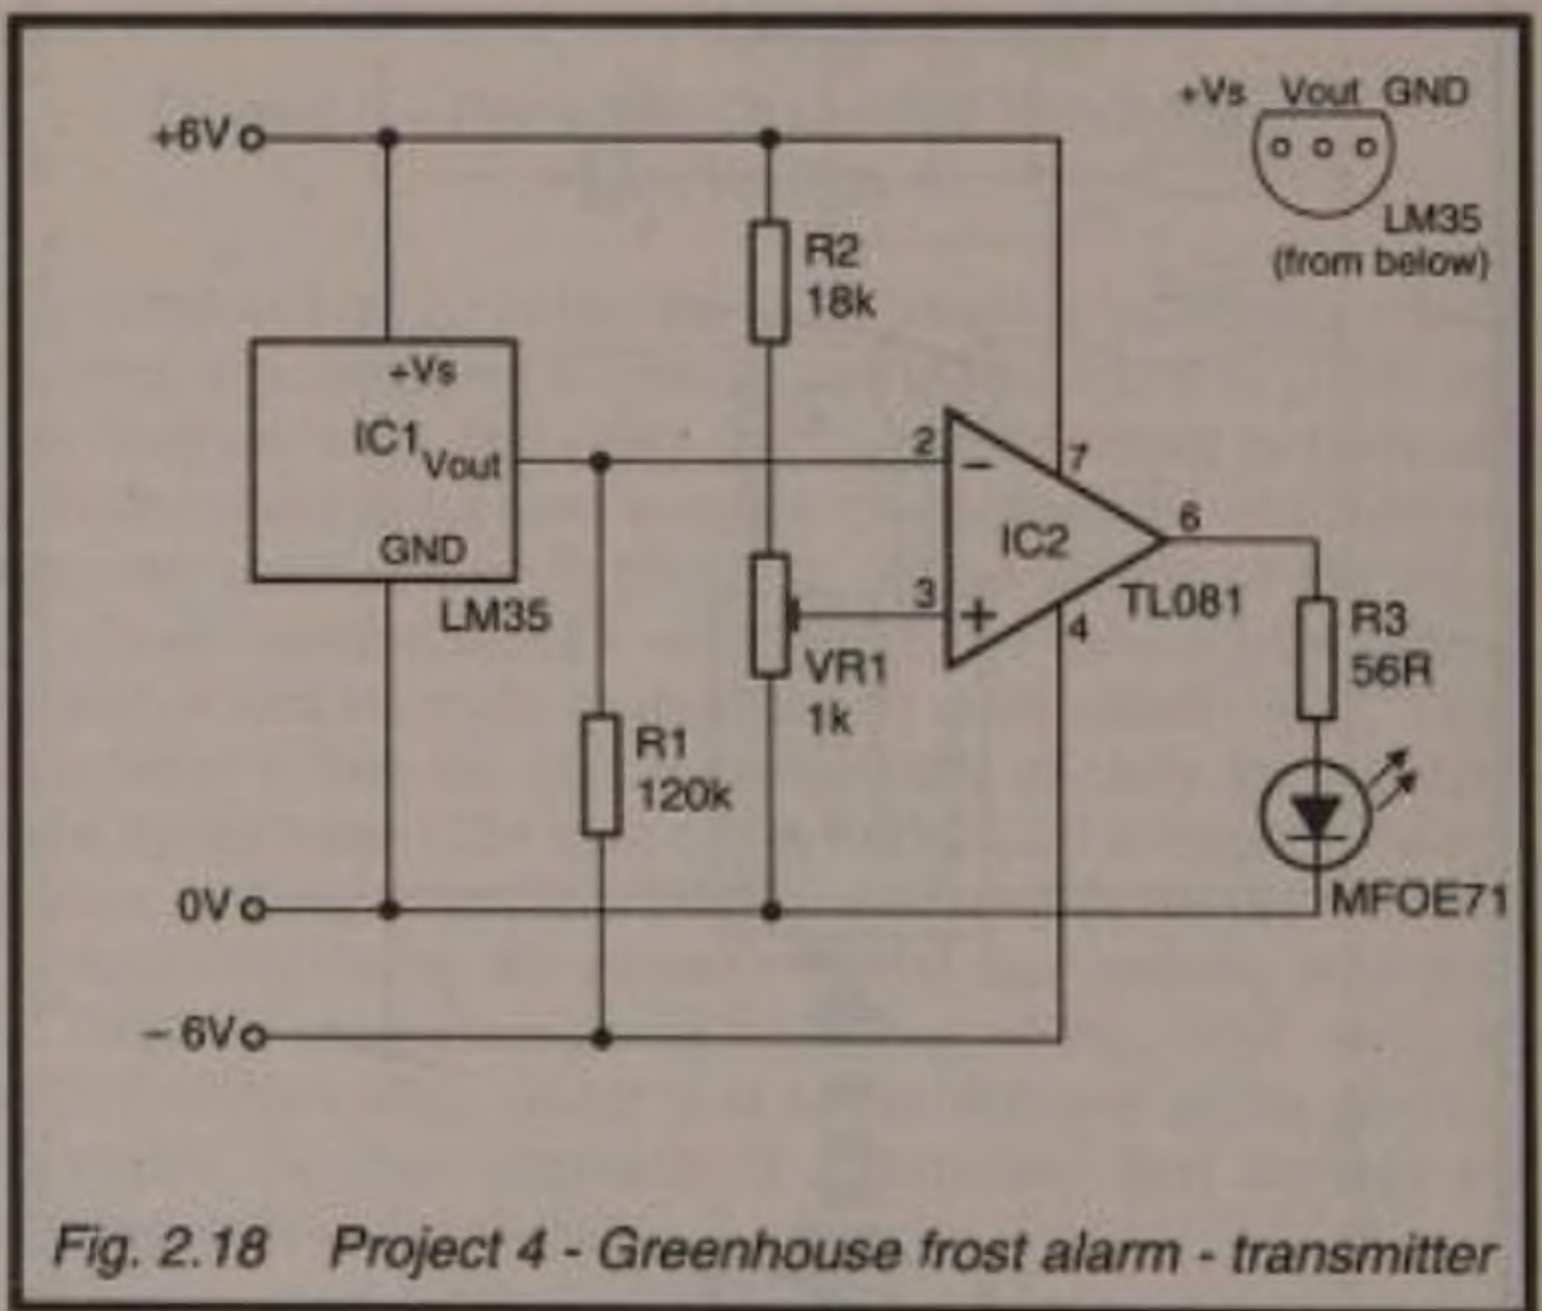 +Vs Vout GND
+6V
LM35
(from below)
R2
18k
+Vs
IC1
Vout
GND
LM35
2
−
7
IC2
6
3
+
4
TL081
R3
56R
VR1
1k
R1
120k
0V
MFOE71
− 6V
Fig. 2.18 Project 4 - Greenhouse frost alarm - transmitter